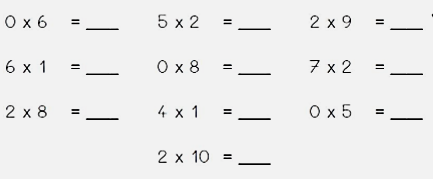 0 x 6 = ___ 5 x 2 = ___ 2 x 9 = ___
6 x 1 = ___ 0 x 8 = ___ 7 x 2 = ___
2 x 8 = ___ 4 x 1 = ___ 0 x 5 = ___
2 x 10 = ___